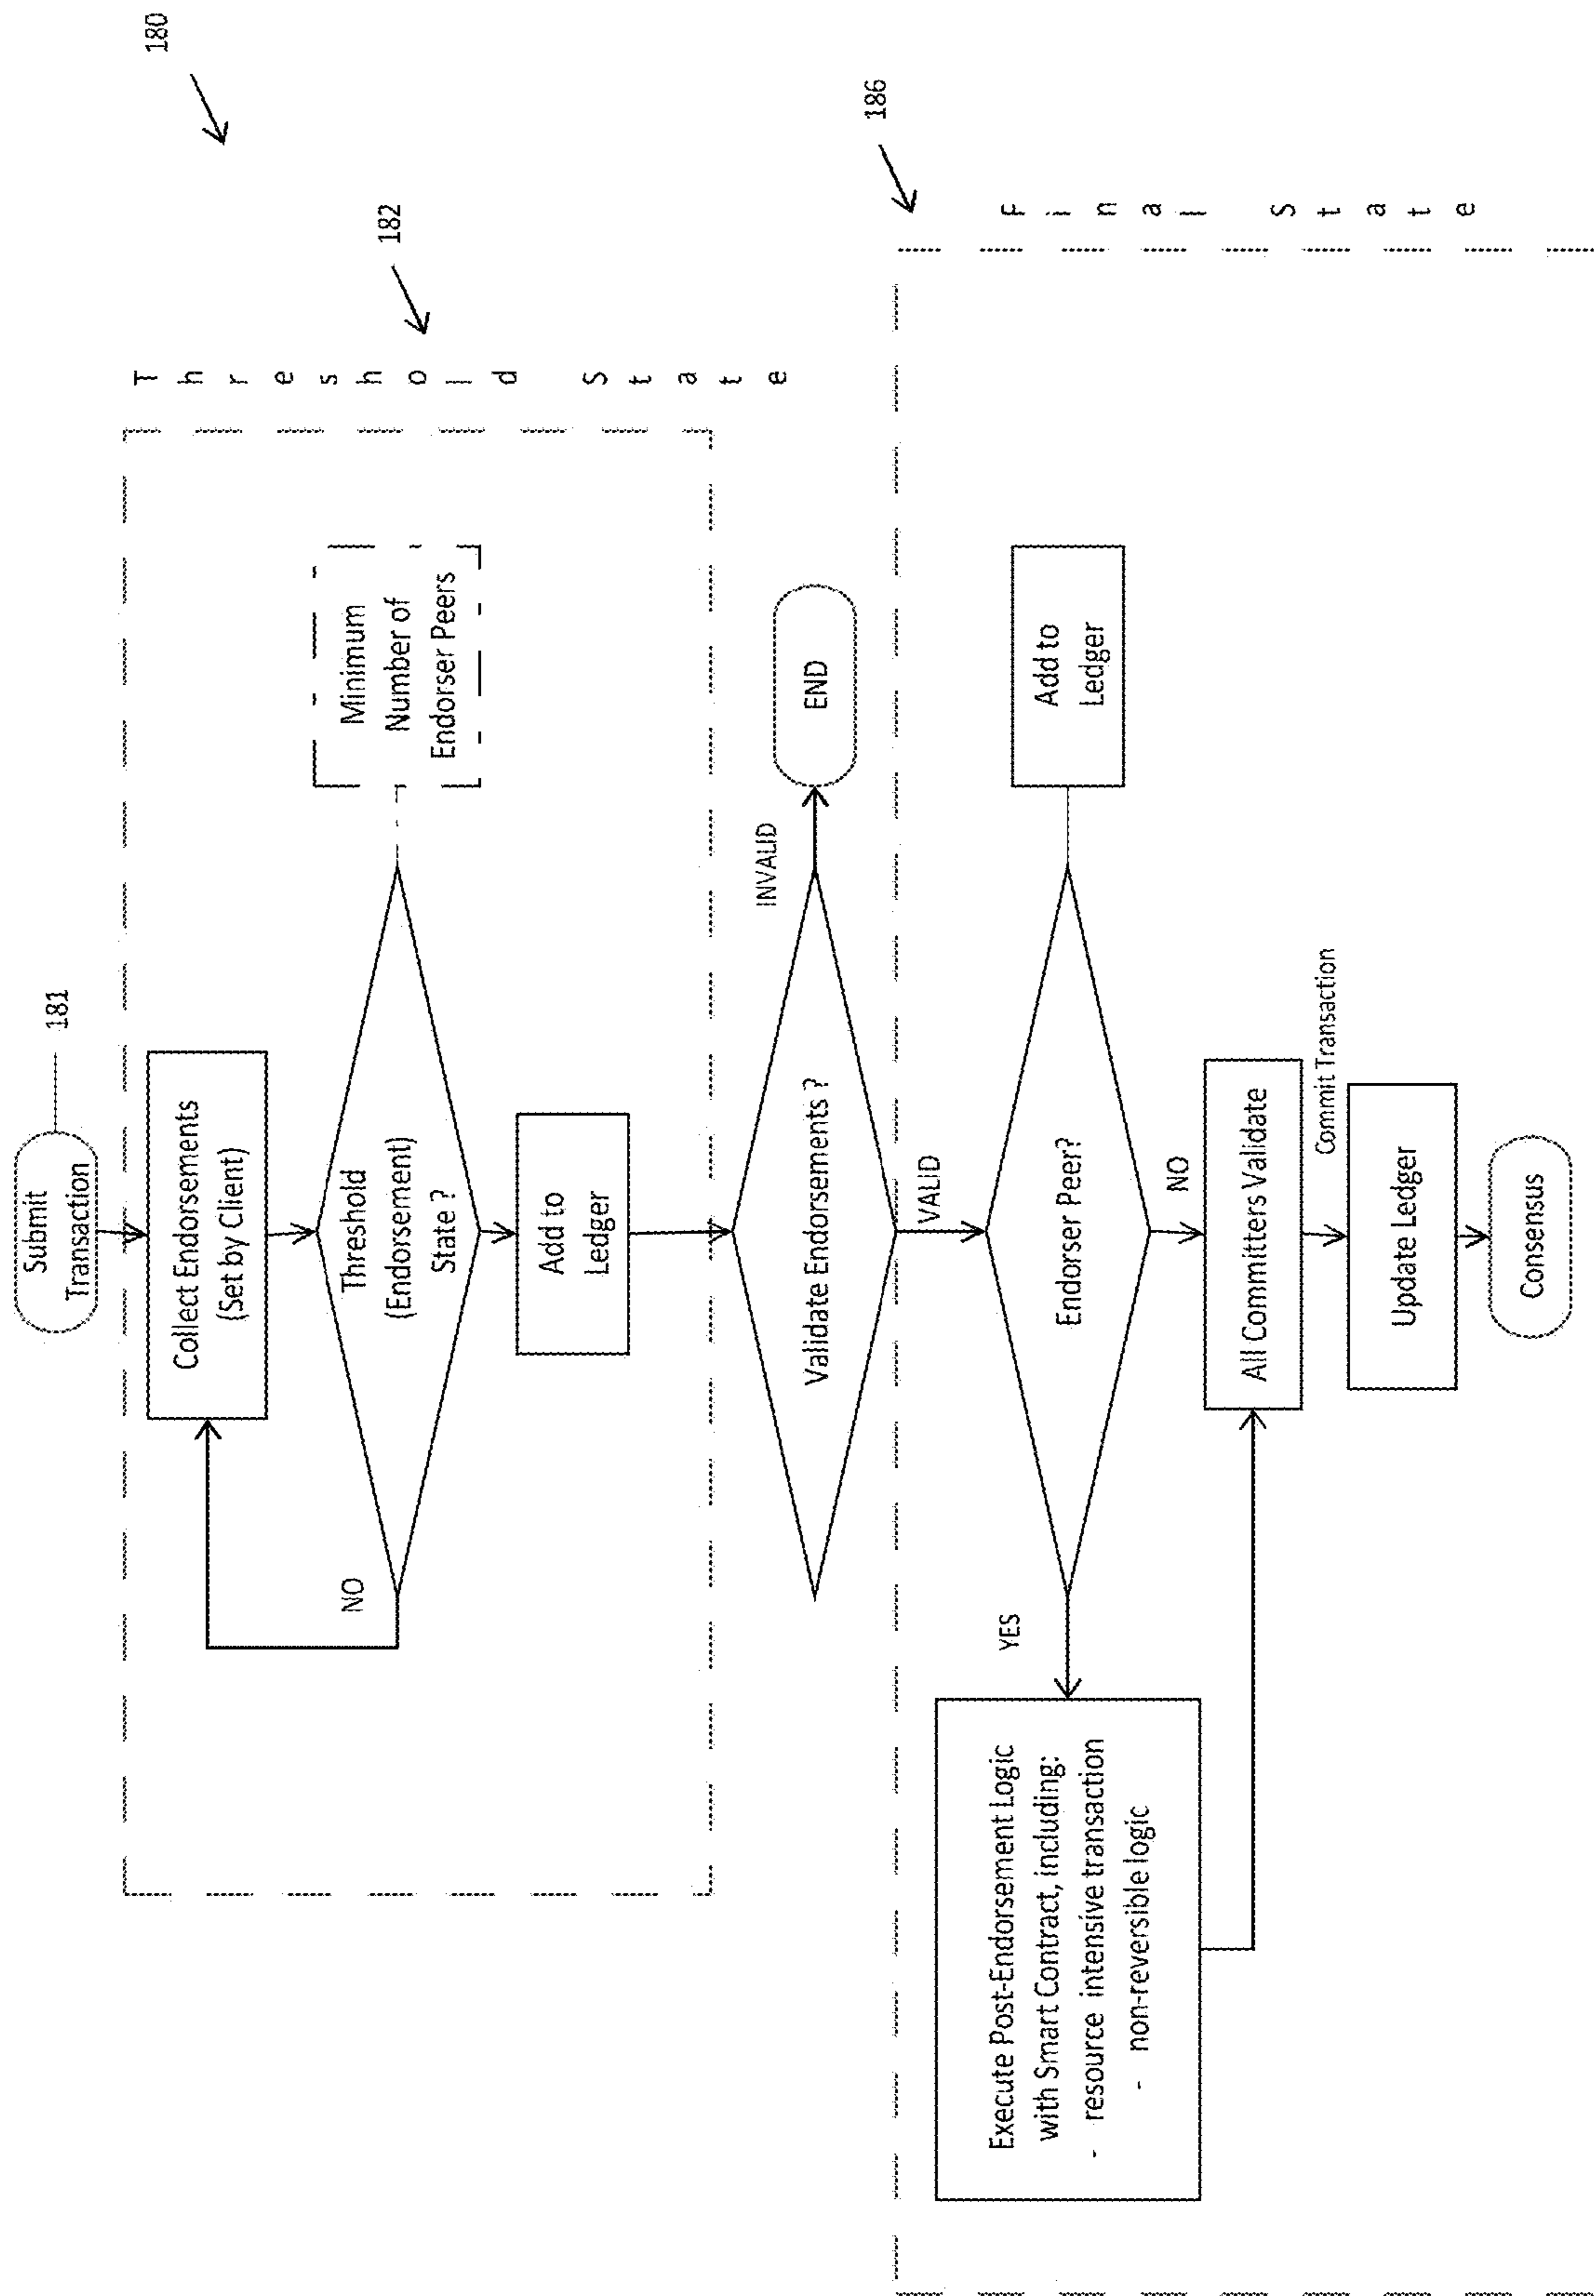 180
Submit
Transaction
181
182
Threshold State
Collect Endorsements
(Set by Client)
Threshold
(Endorsement)
State ?
NO
Minimum
Number of
Endorser Peers
Add to
Ledger
Validate Endorsements ?
INVALID
END
VALID
186
Final State
Endorser Peer?
Add to
Ledger
YES
Execute Post-Endorsement Logic
with Smart Contract, including:
- resource intensive transaction
- non-reversible logic
NO
All Committers Validate
Commit Transaction
Update Ledger
Consensus